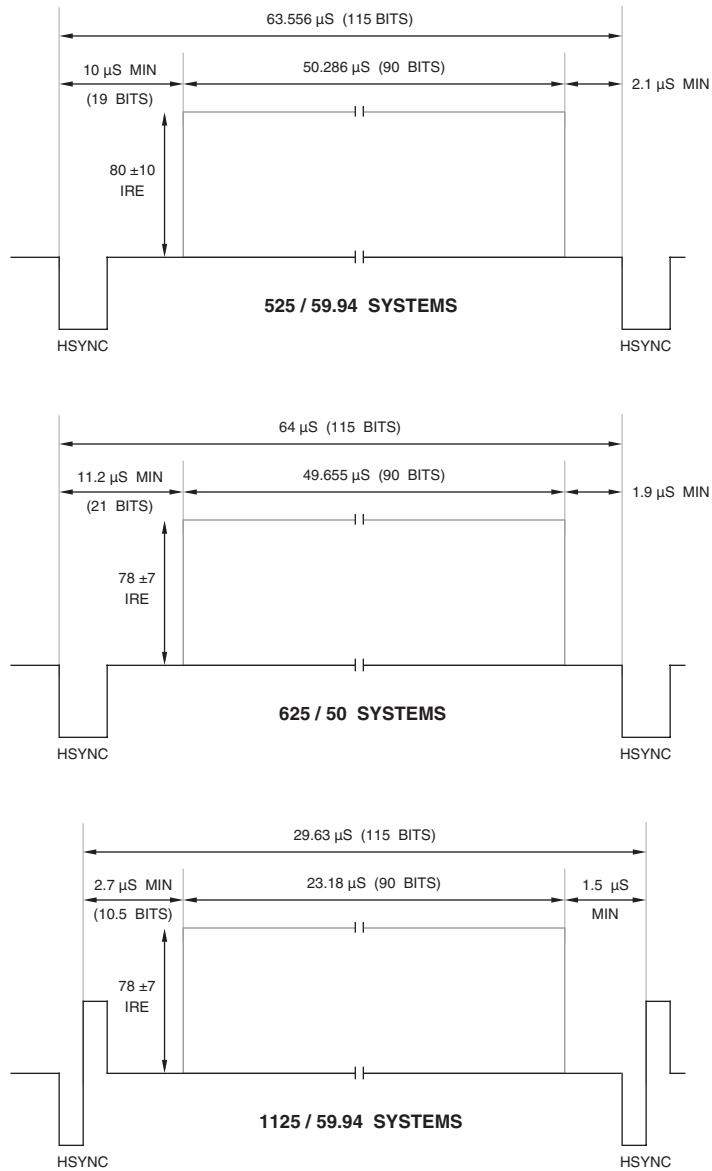 63.556 µS (115 BITS)
10 µS MIN
(19 BITS)
50.286 µS (90 BITS)
2.1 µS MIN
80 ±10
IRE
525 / 59.94 SYSTEMS
HSYNC
HSYNC
64 µS (115 BITS)
11.2 µS MIN
(21 BITS)
49.655 µS (90 BITS)
1.9 µS MIN
78 ±7
IRE
625 / 50 SYSTEMS
HSYNC
HSYNC
29.63 µS (115 BITS)
2.7 µS MIN
(10.5 BITS)
23.18 µS (90 BITS)
1.5 µS
MIN
78 ±7
IRE
1125 / 59.94 SYSTEMS
HSYNC
HSYNC